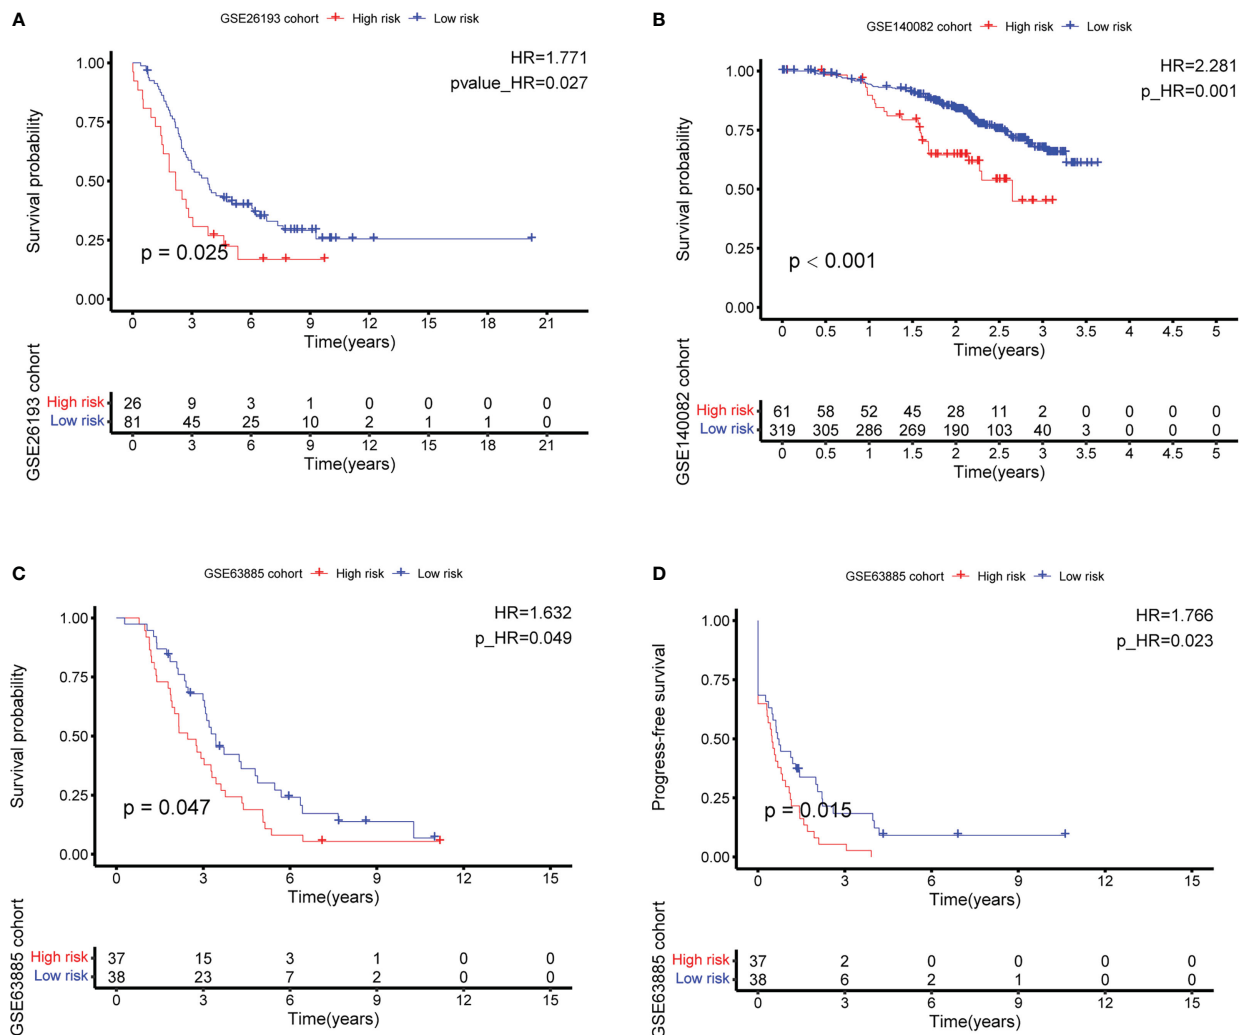 A
GSE26193 cohort High risk Low risk
HR=1.771
pvalue_HR=0.027
Survival probability
1.00
0.75
0.50
0.25
0.00
p = 0.025
0 3 6 9 12 15 18 21
Time(years)
GSE26193 cohort
High risk 26 9 3 1 0 0 0 0
Low risk 81 45 25 10 2 1 1 0
0 3 6 9 12 15 18 21
Time(years)
B
GSE140082 cohort High risk Low risk
HR=2.281
p_HR=0.001
Survival probability
1.00
0.75
0.50
0.25
0.00
p < 0.001
0 0.5 1 1.5 2 2.5 3 3.5 4 4.5 5
Time(years)
GSE140082 cohort
High risk 61 58 52 45 28 11 2 0 0 0 0
Low risk 319 305 286 269 190 103 40 3 0 0 0
0 0.5 1 1.5 2 2.5 3 3.5 4 4.5 5
Time(years)
C
GSE63885 cohort High risk Low risk
HR=1.632
p_HR=0.049
Survival probability
1.00
0.75
0.50
0.25
0.00
p = 0.047
0 3 6 9 12 15
Time(years)
GSE63885 cohort
High risk 37 15 3 1 0 0
Low risk 38 23 7 2 0 0
0 3 6 9 12 15
Time(years)
D
GSE63885 cohort High risk Low risk
HR=1.766
p_HR=0.023
Progress-free survival
1.00
0.75
0.50
0.25
0.00
p = 0.015
0 3 6 9 12 15
Time(years)
GSE63885 cohort
High risk 37 2 0 0 0 0
Low risk 38 6 2 1 0 0
0 3 6 9 12 15
Time(years)